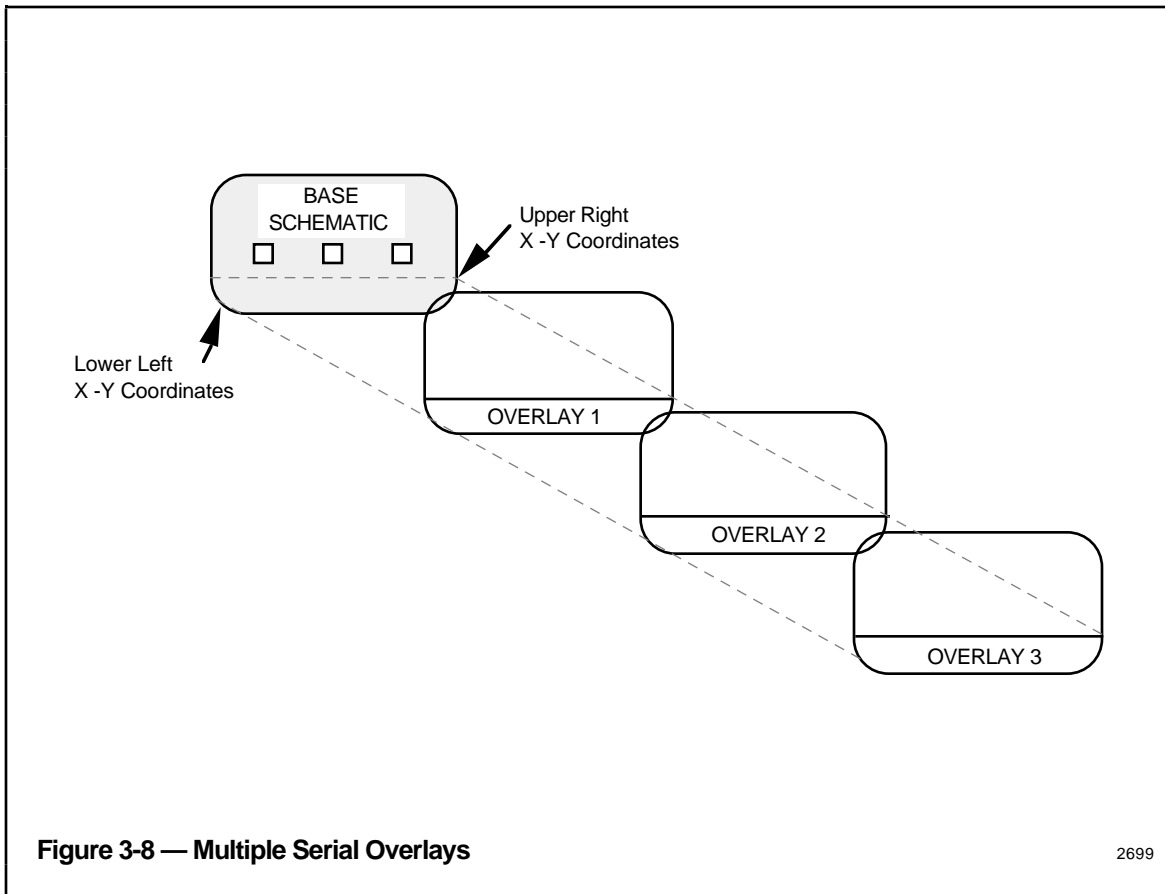 BASE
SCHEMATIC
Upper Right
X -Y Coordinates
Lower Left
X -Y Coordinates
OVERLAY 1
OVERLAY 2
OVERLAY 3
Figure 3-8 — Multiple Serial Overlays
2699